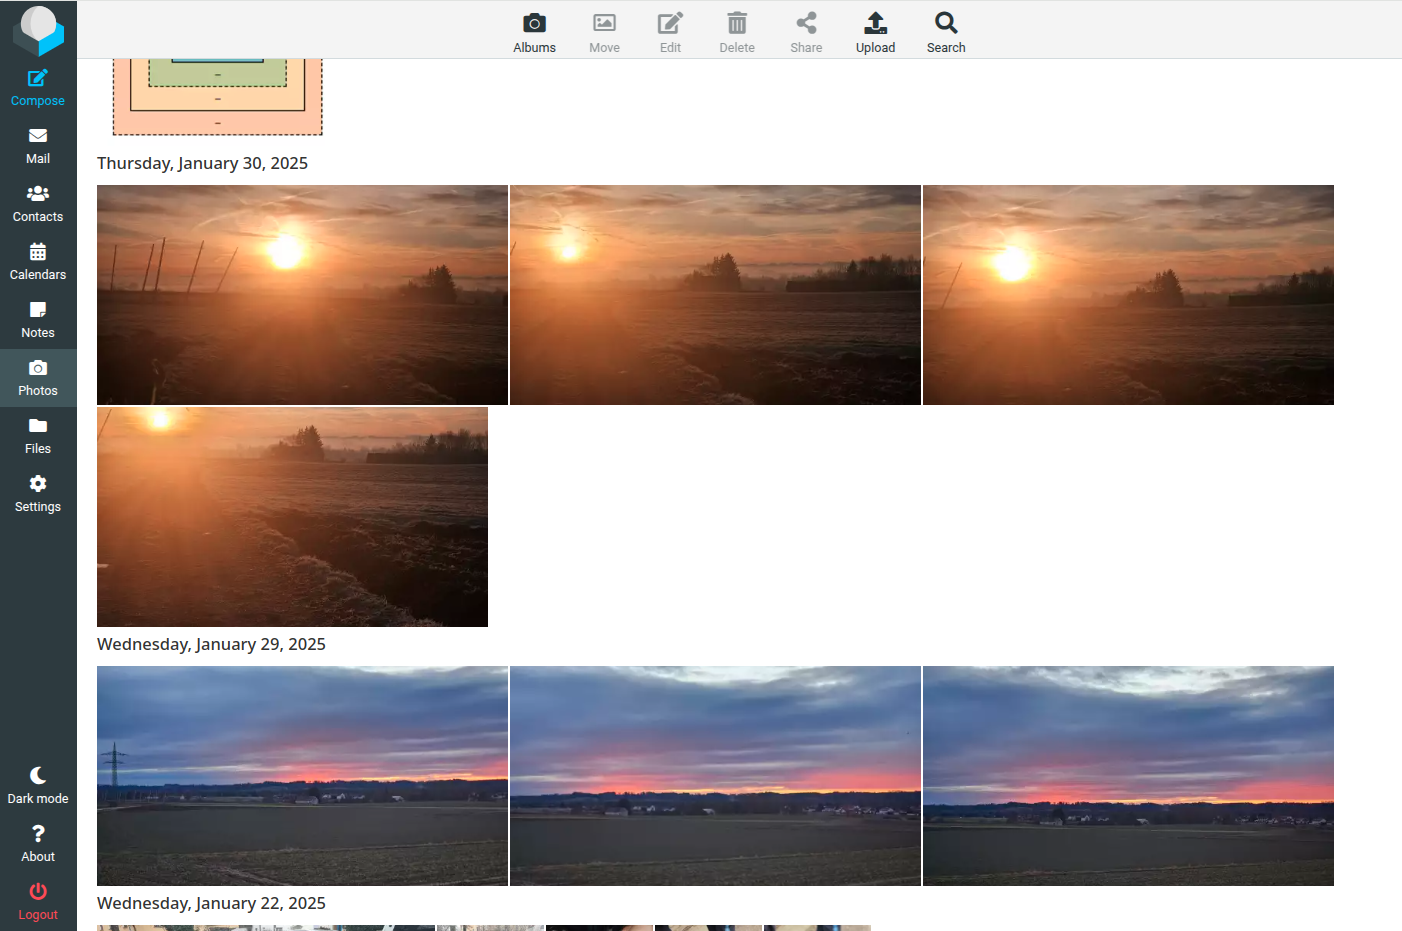 Albums
Move
Edit
Delete
Share
Upload
Search
Compose
Mail
Contacts
Calendars
Notes
Photos
Files
Settings
Dark mode
About
Logout
–
–
–
Thursday, January 30, 2025
Wednesday, January 29, 2025
Wednesday, January 22, 2025